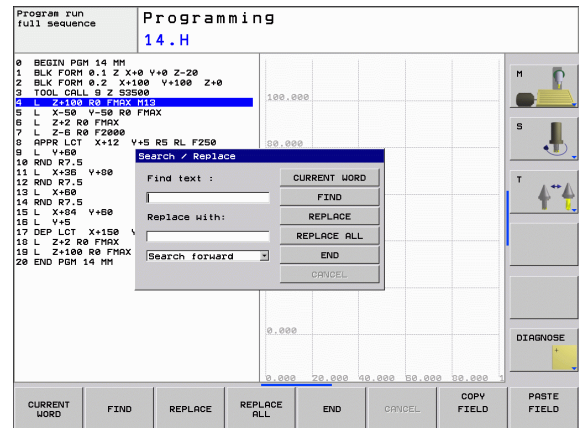 Program run
full sequence
Programming
14.H
0 BEGIN PGM 14 MM
1 BLK FORM 0.1 Z X+0 Y+0 Z-20
2 BLK FORM 0.2 X+100 Y+100 Z+0
3 TOOL CALL 9 Z S3500
4 L Z+100 R0 FMAX M13
5 L X-50 Y-50 R0 FMAX
6 L Z+2 R0 FMAX
7 L Z-6 R0 F2000
8 APPR LCT X+12 Y+5 R5 RL F250
9 L Y+60
10 RND R7.5
11 L X+36 Y+80
12 RND R7.5
13 L X+60
14 RND R7.5
15 L X+84 Y+60
16 L Y+5
17 DEP LCT X+150 Y
18 L Z+2 R0 FMAX
19 L Z+100 R0 FMAX
20 END PGM 14 MM
Search / Replace
Find text :
Replace with:
Search forward
CURRENT WORD
FIND
REPLACE
REPLACE ALL
END
CANCEL
100.000
80.000
0.000
0.000 20.000 40.000 60.000 80.000 1
M
S
T
DIAGNOSE
CURRENT WORD
FIND
REPLACE
REPLACE ALL
END
CANCEL
COPY FIELD
PASTE FIELD